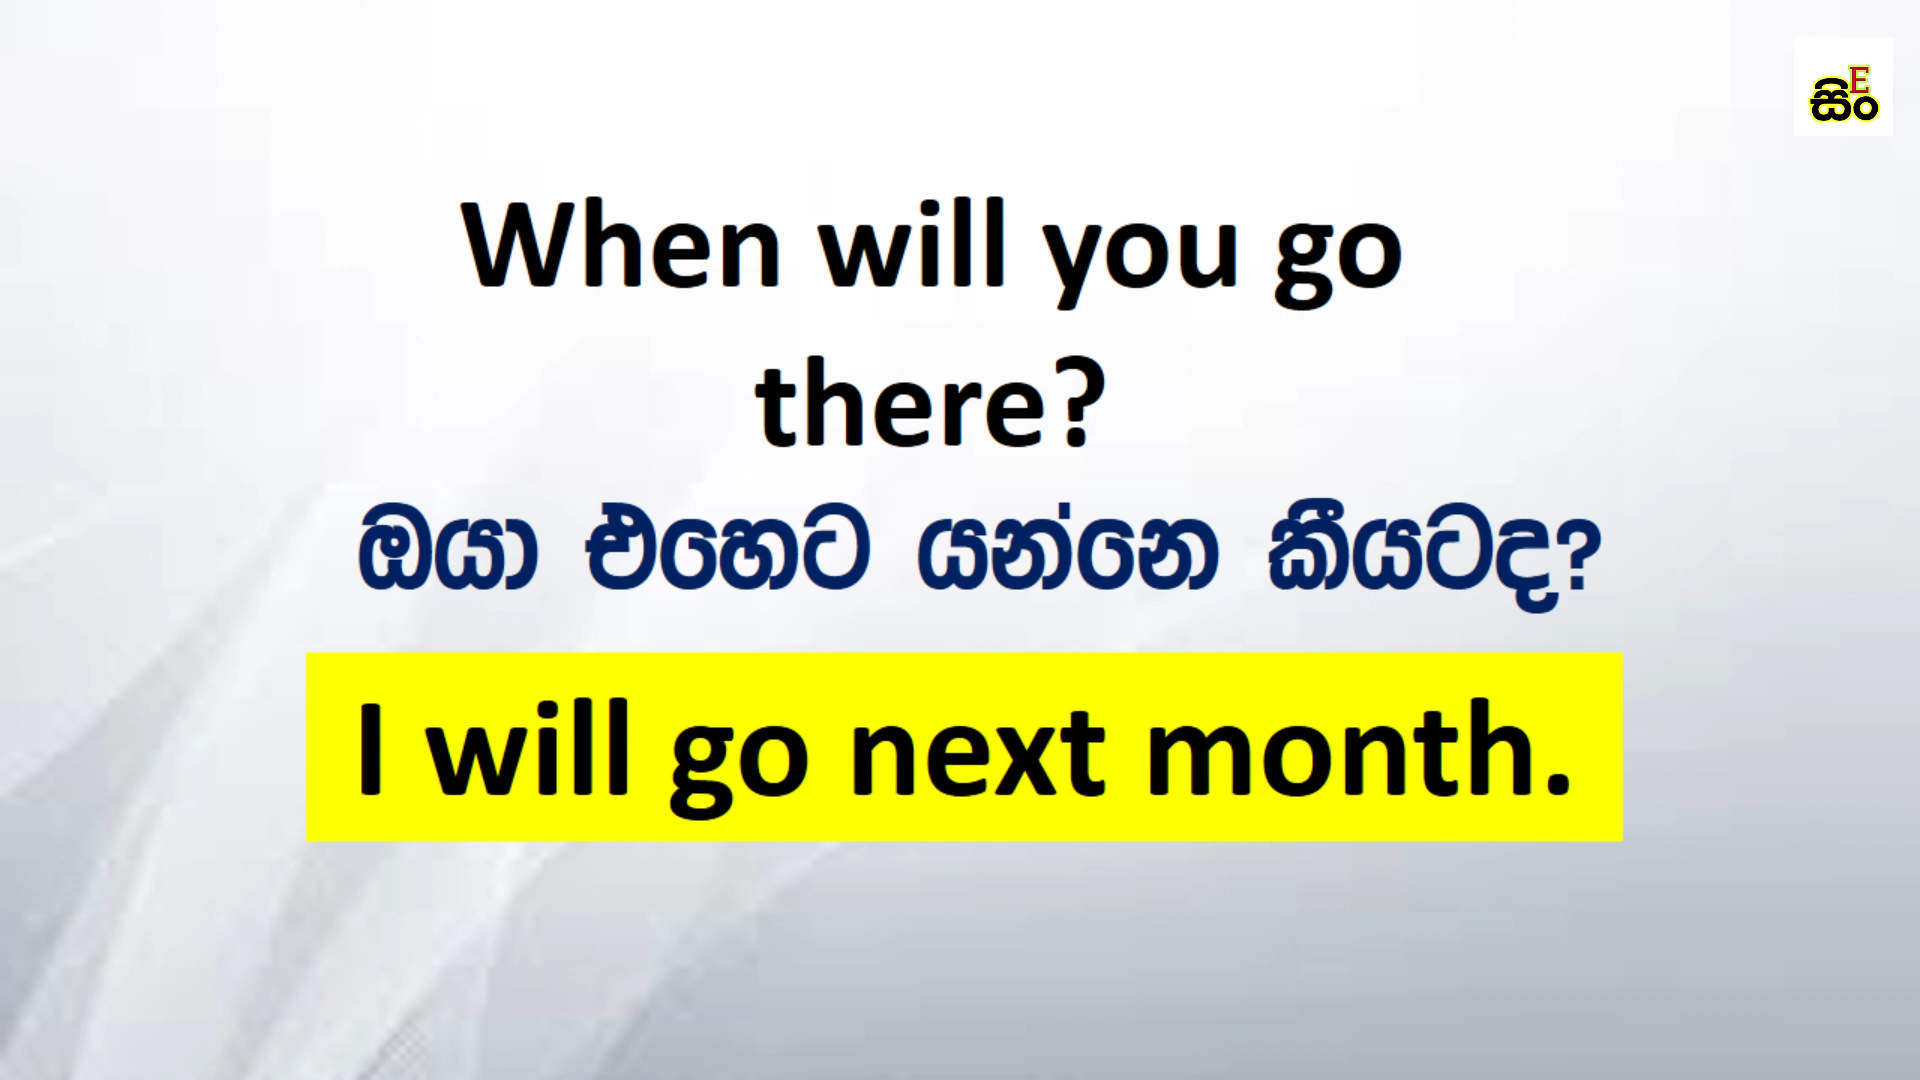 සිං
E
When will you go
there?
ඔයා එහෙට යන්නෙ කීයටද?
I will go next month.